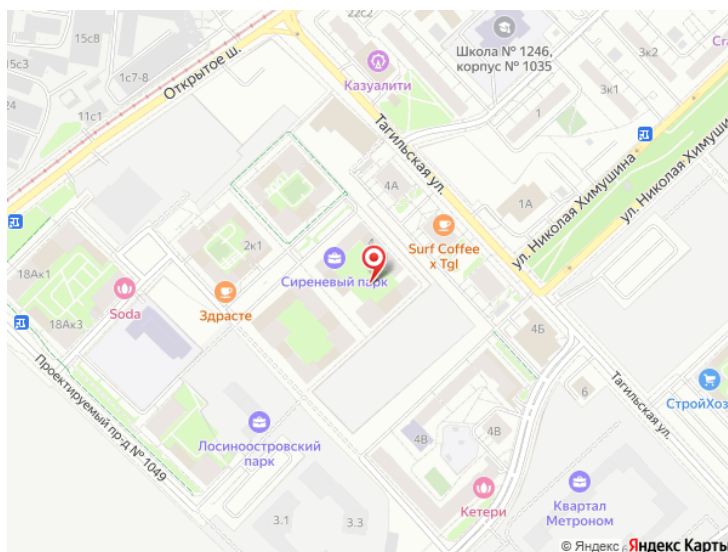 22с2
15с8
15с3
1с7-8
24
11с1
Открытое ш.
Казуалити
Школа № 1246,
корпус № 1035
3к2
3к1
1
Тагильская ул.
4А
1А
ул. Николая Химушина
ул. Николая Химуши
Surf Coffee
x Tgl
2к1
4
Сиреневый парк
18Ак1
Soda
Здрасте
18Ак3
4Б
6
СтройХоз
Тагильская ул.
Проектируемый пр-д № 1049
Лосиноостровский
парк
4В
4В
Кетери
Квартал
Метроном
3.1
3.3
© Яндекс Яндекс Карты